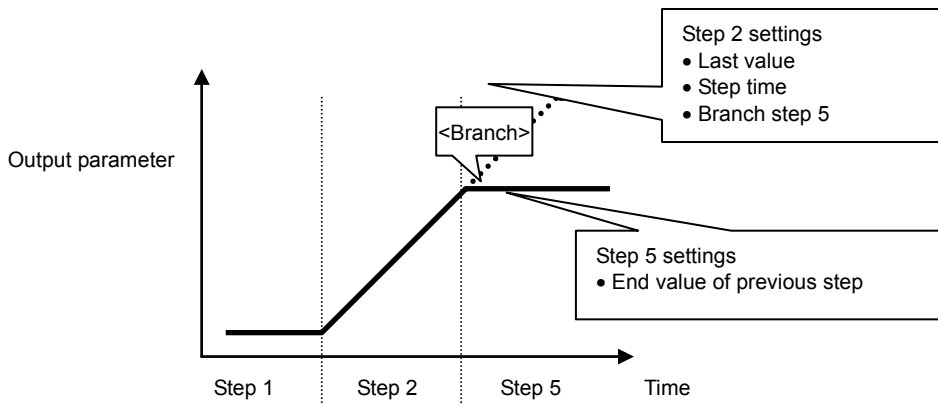 Step 2 settings
• Last value
• Step time
• Branch step 5
<Branch>
Output parameter
Step 5 settings
• End value of previous step
Step 1
Step 2
Step 5
Time